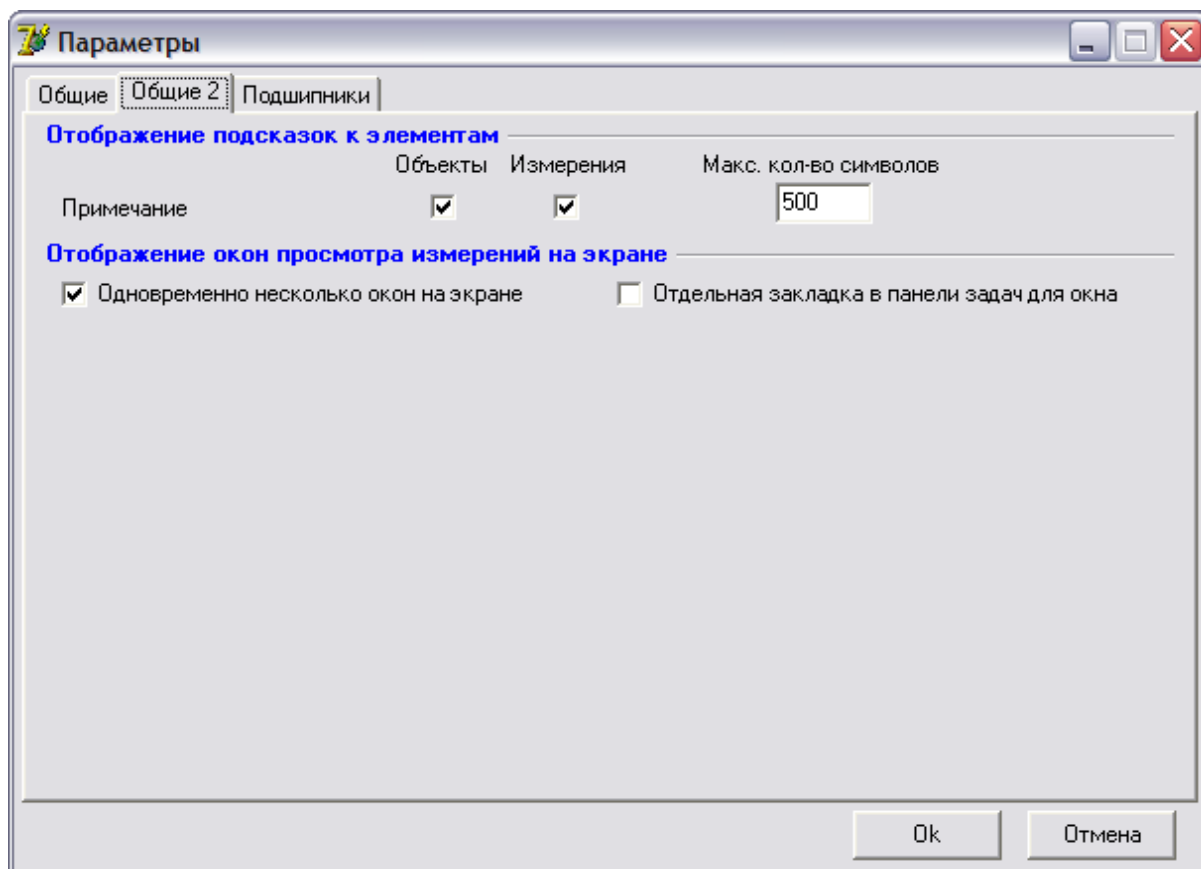 Параметры
Общие Общие 2 Подшипники
Отображение подсказок к элементам
Объекты Измерения Макс. кол-во символов
Примечание 500
Отображение окон просмотра измерений на экране
Одновременно несколько окон на экране Отдельная закладка в панели задач для окна
Ok Отмена